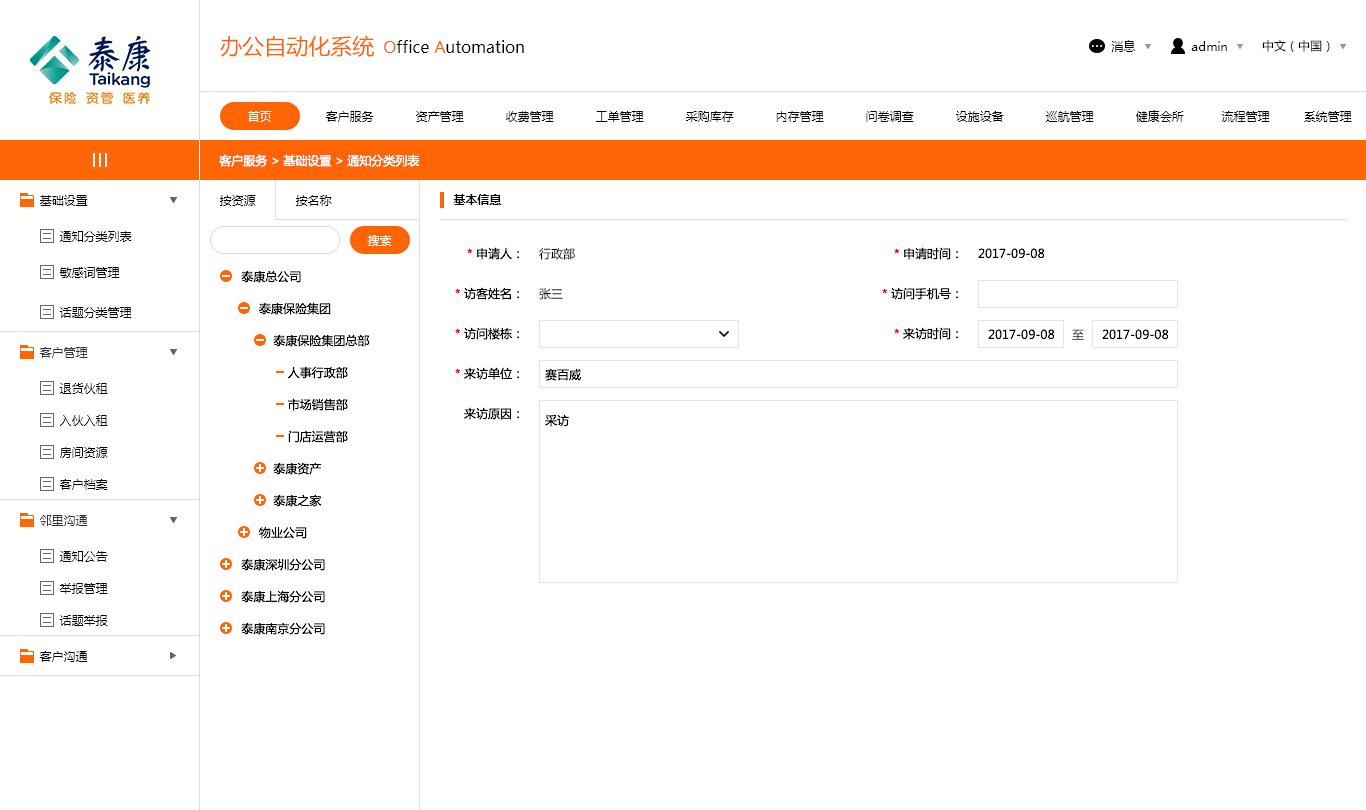 泰康
Taikang
保险 资管 医养
办公自动化系统 Office Automation
消息 admin 中文 ( 中国 )
首页 客户服务 资产管理 收费管理 工单管理 采购库存 内存管理 问卷调查 设施设备 巡航管理 健康会所 流程管理 系统管理
客户服务 > 基础设置 > 通知分类列表
基础设置
通知分类列表
敏感词管理
话题分类管理
客户管理
退货伙租
入伙入租
房间资源
客户档案
邻里沟通
通知公告
举报管理
话题举报
客户沟通
按资源 按名称
搜索
泰康总公司
泰康保险集团
泰康保险集团总部
人事行政部
市场销售部
门店运营部
泰康资产
泰康之家
物业公司
泰康深圳分公司
泰康上海分公司
泰康南京分公司
基本信息
* 申请人： 行政部 * 申请时间： 2017-09-08
* 访客姓名： 张三 * 访问手机号：
* 访问楼栋： * 来访时间： 2017-09-08 至 2017-09-08
* 来访单位： 赛百威
来访原因： 采访